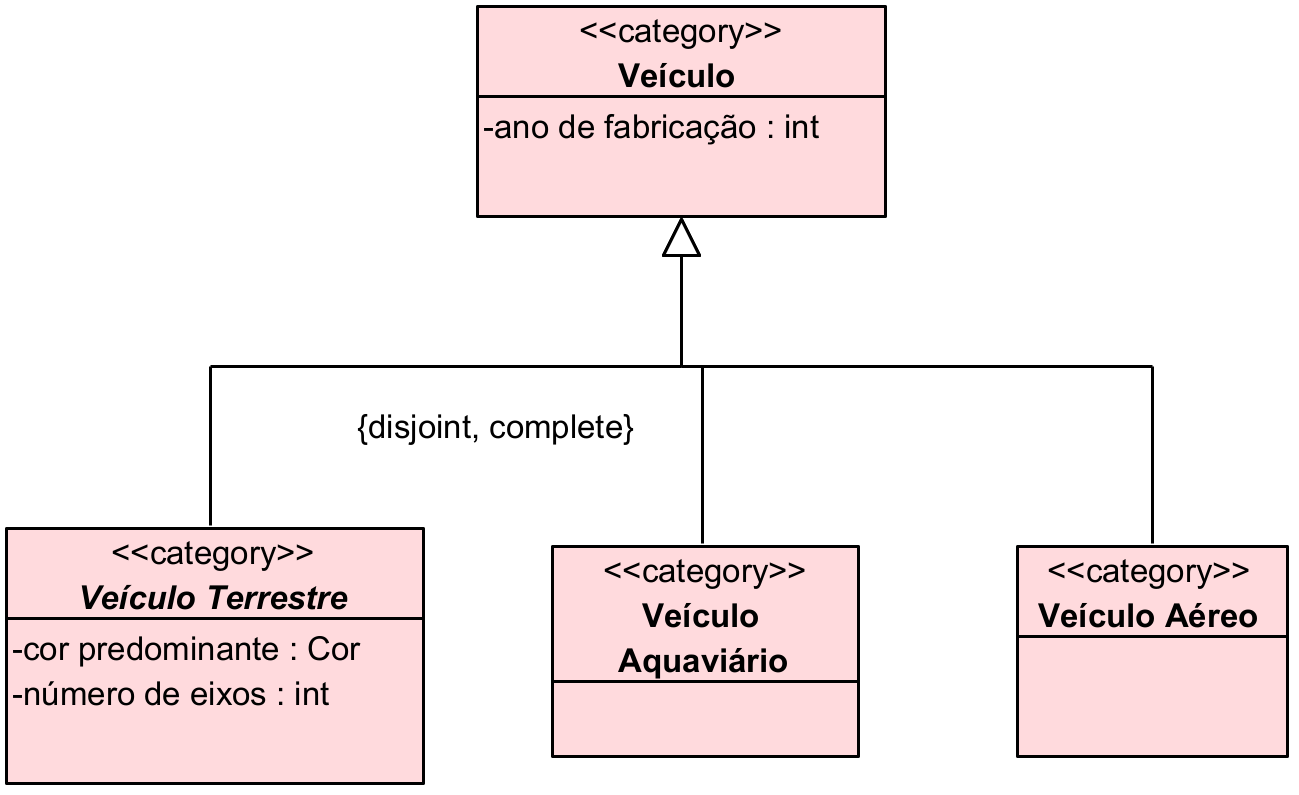 <<category>>
Veículo
-ano de fabricação : int
{disjoint, complete}
<<category>>
Veículo Terrestre
-cor predominante : Cor
-número de eixos : int
<<category>>
Veículo
Aquaviário
<<category>>
Veículo Aéreo